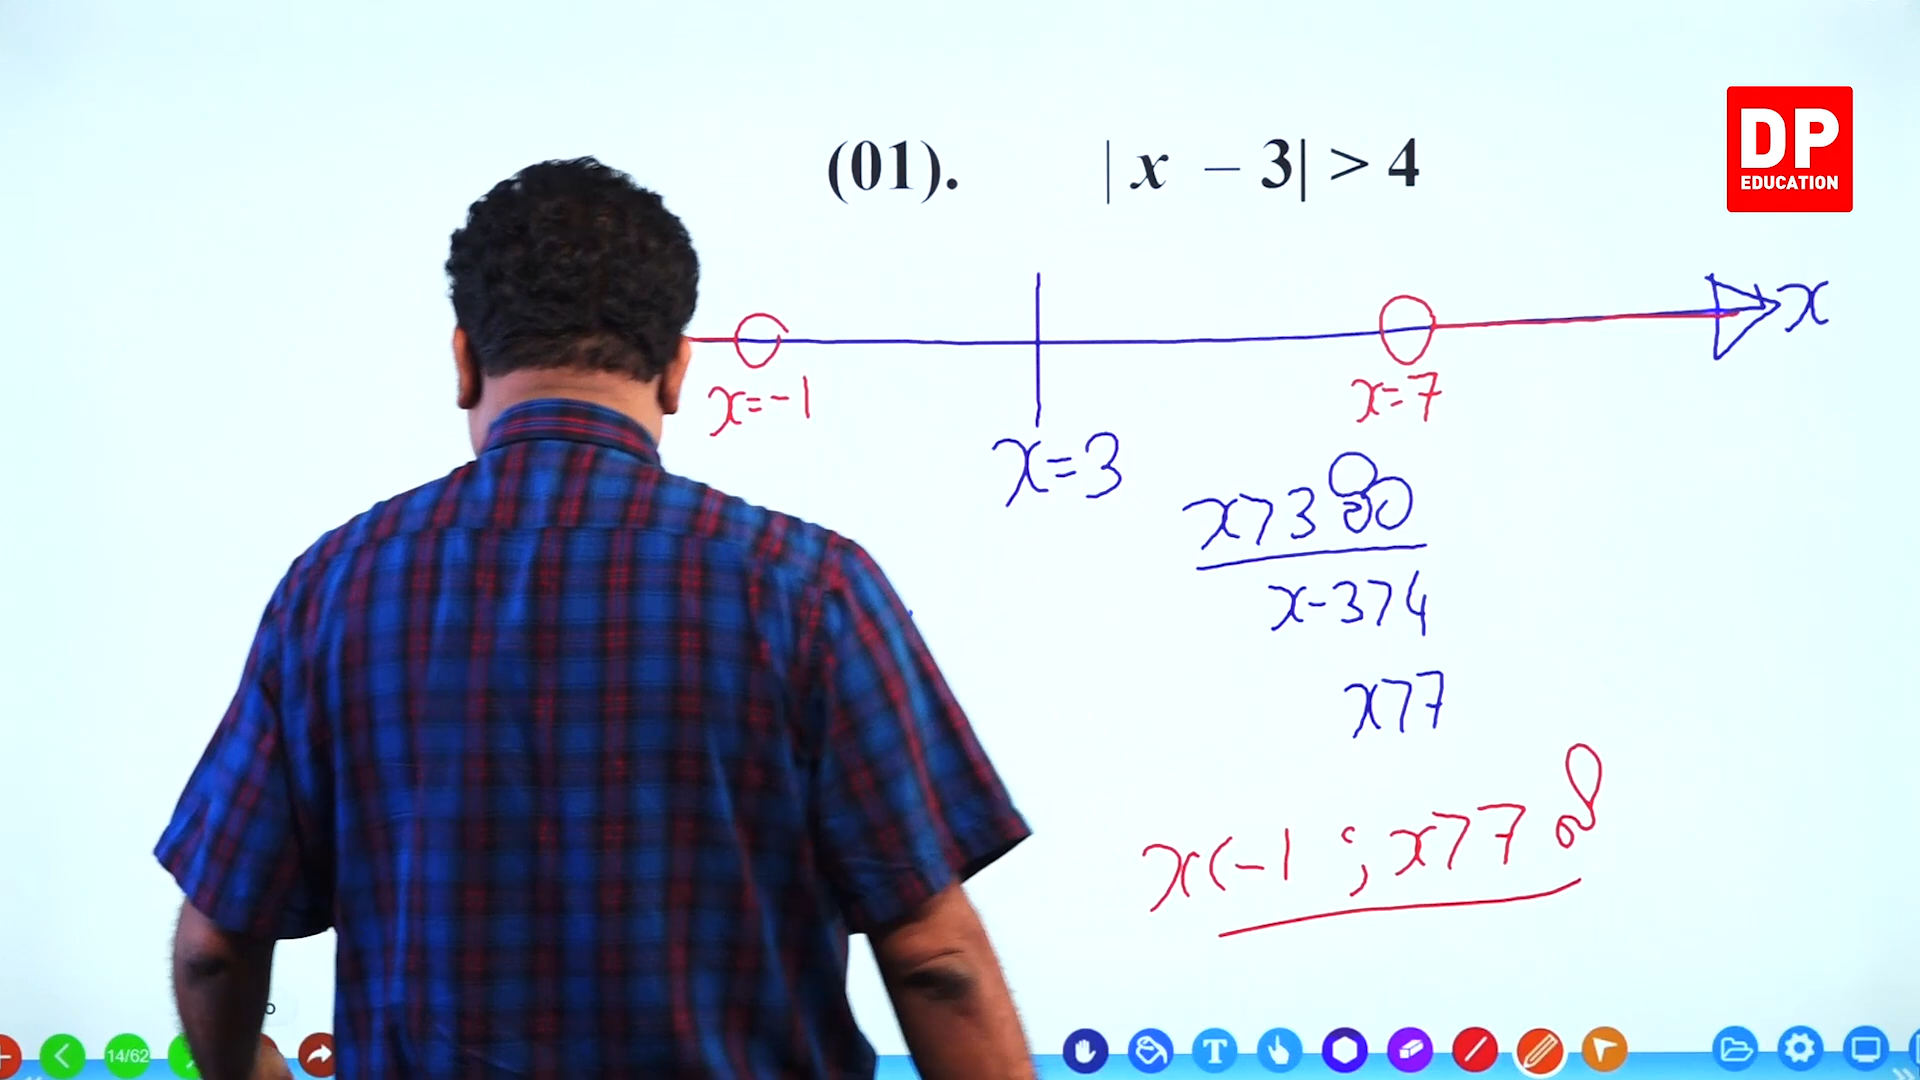 DP
EDUCATION
(01). | x – 3| > 4
x
x=-1
x=7
x=3
x>3 විට
x-3>4
x>7
x<-1 ; x>7 වේ
14/62
T